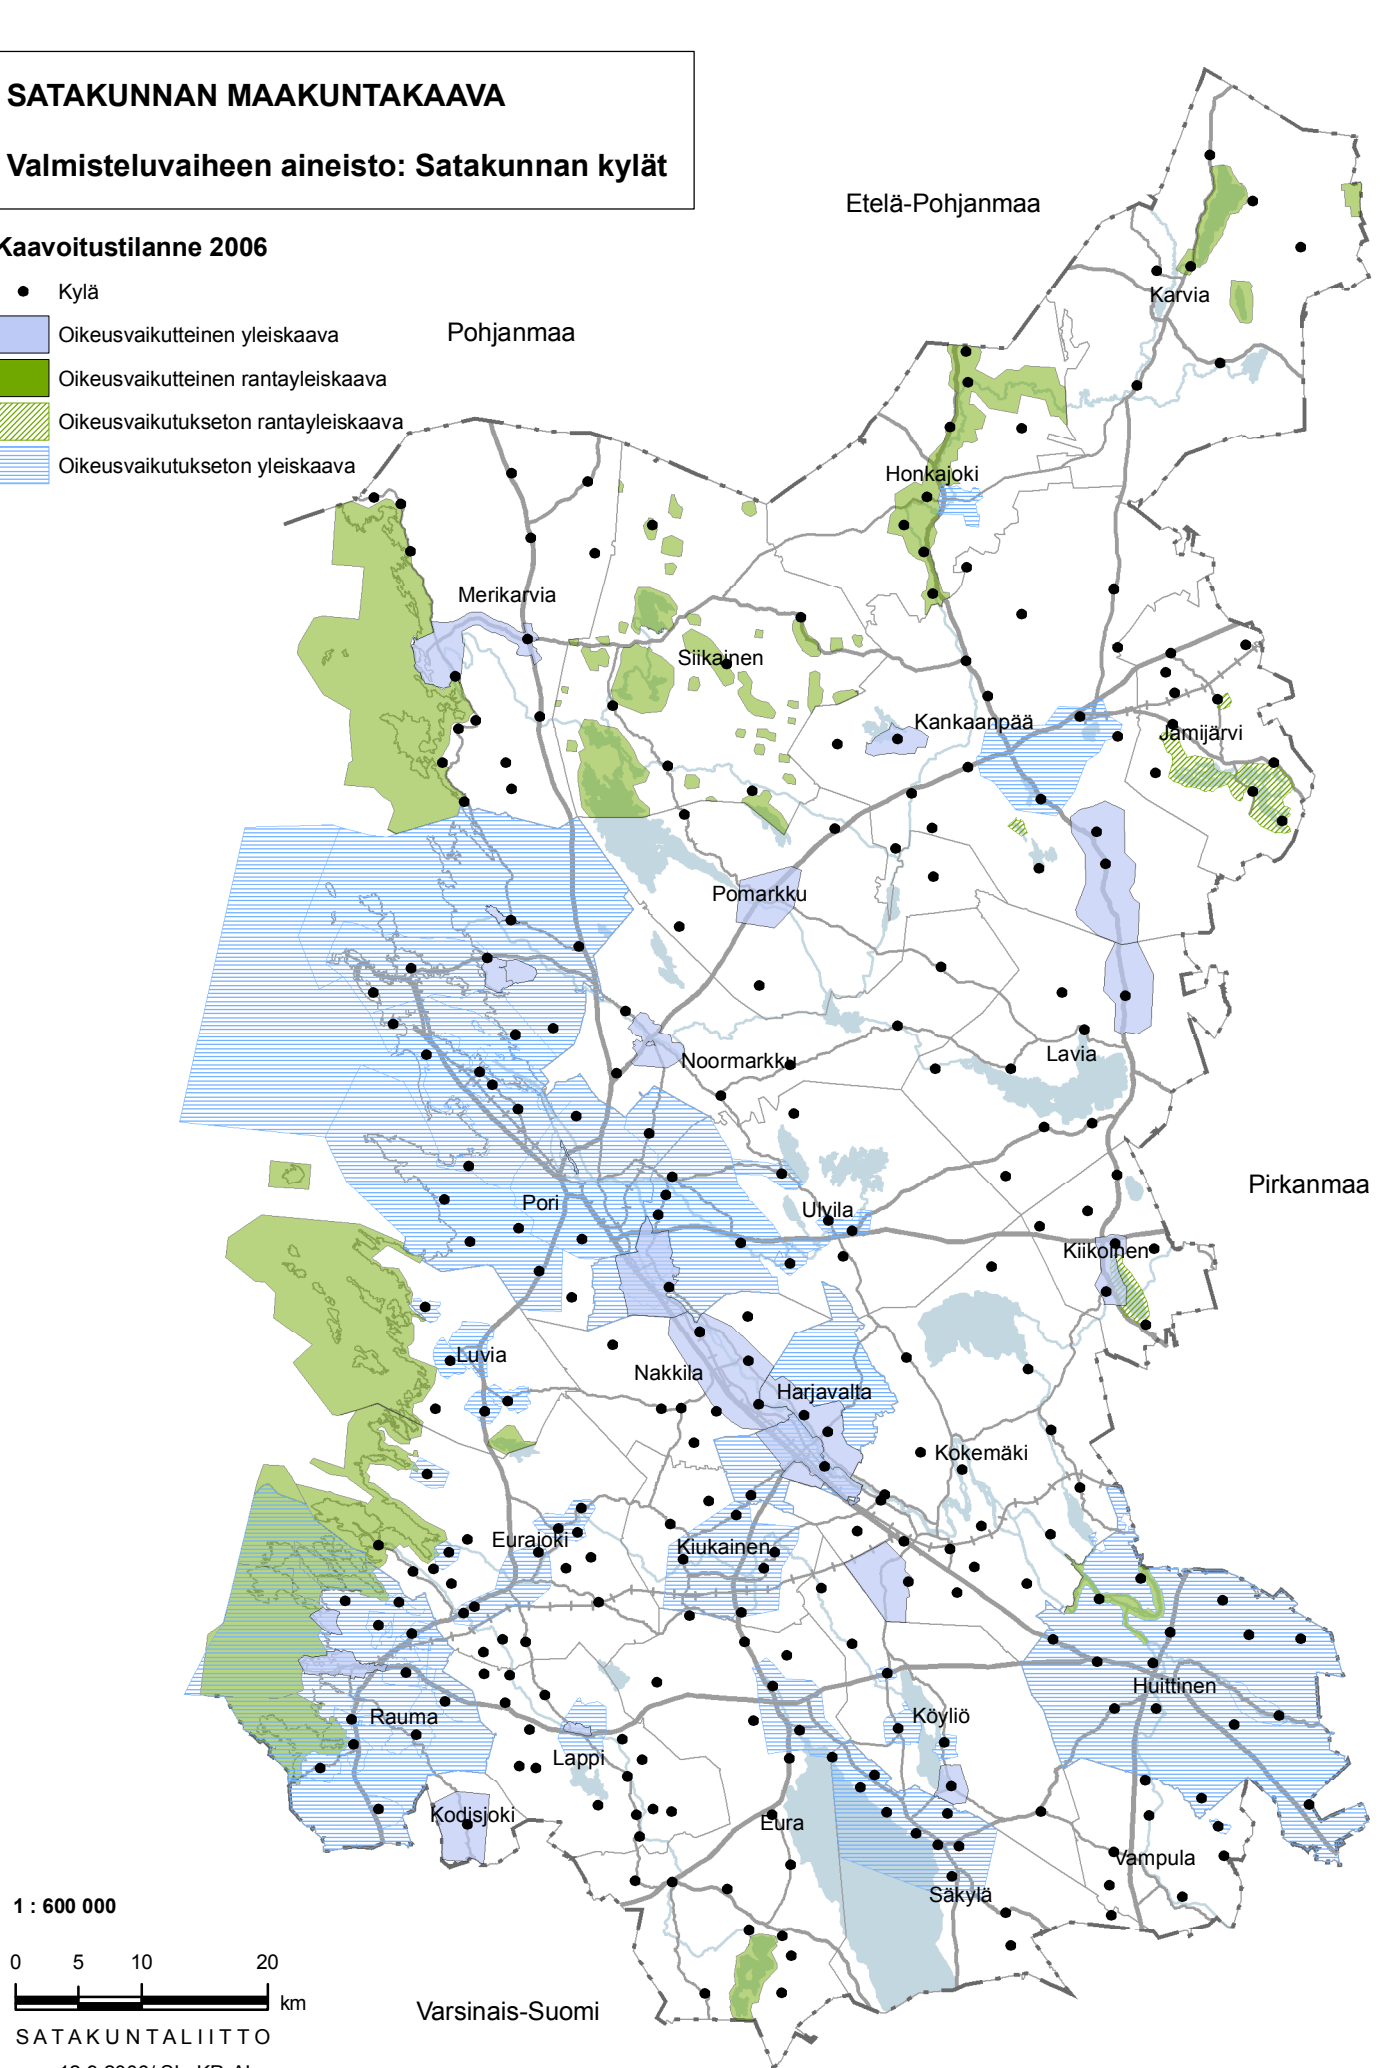 SATAKUNNAN MAAKUNTAKAAVA
Valmisteluvaiheen aineisto: Satakunnan kylät
Kaavoitustilanne 2006
Kylä
Oikeusvaikutteinen yleiskaava
Oikeusvaikutteinen rantayleiskaava
Oikeusvaikutukseton rantayleiskaava
Oikeusvaikutukseton yleiskaava
Etelä-Pohjanmaa
Pohjanmaa
Karvia
Honkajoki
Merikarvia
Siikainen
Kankaanpää
Jämijärvi
Pomarkku
Noormarkku
Lavia
Pirkanmaa
Pori
Ulvila
Kiikoinen
Luvia
Nakkila
Harjavalta
Kokemäki
Eurajoki
Kiukainen
Huittinen
Rauma
Köyliö
Lappi
Kodisjoki
Eura
Vampula
Säkylä
1 : 600 000
0 5 10 20
km
SATAKUNTALIITTO
Varsinais-Suomi